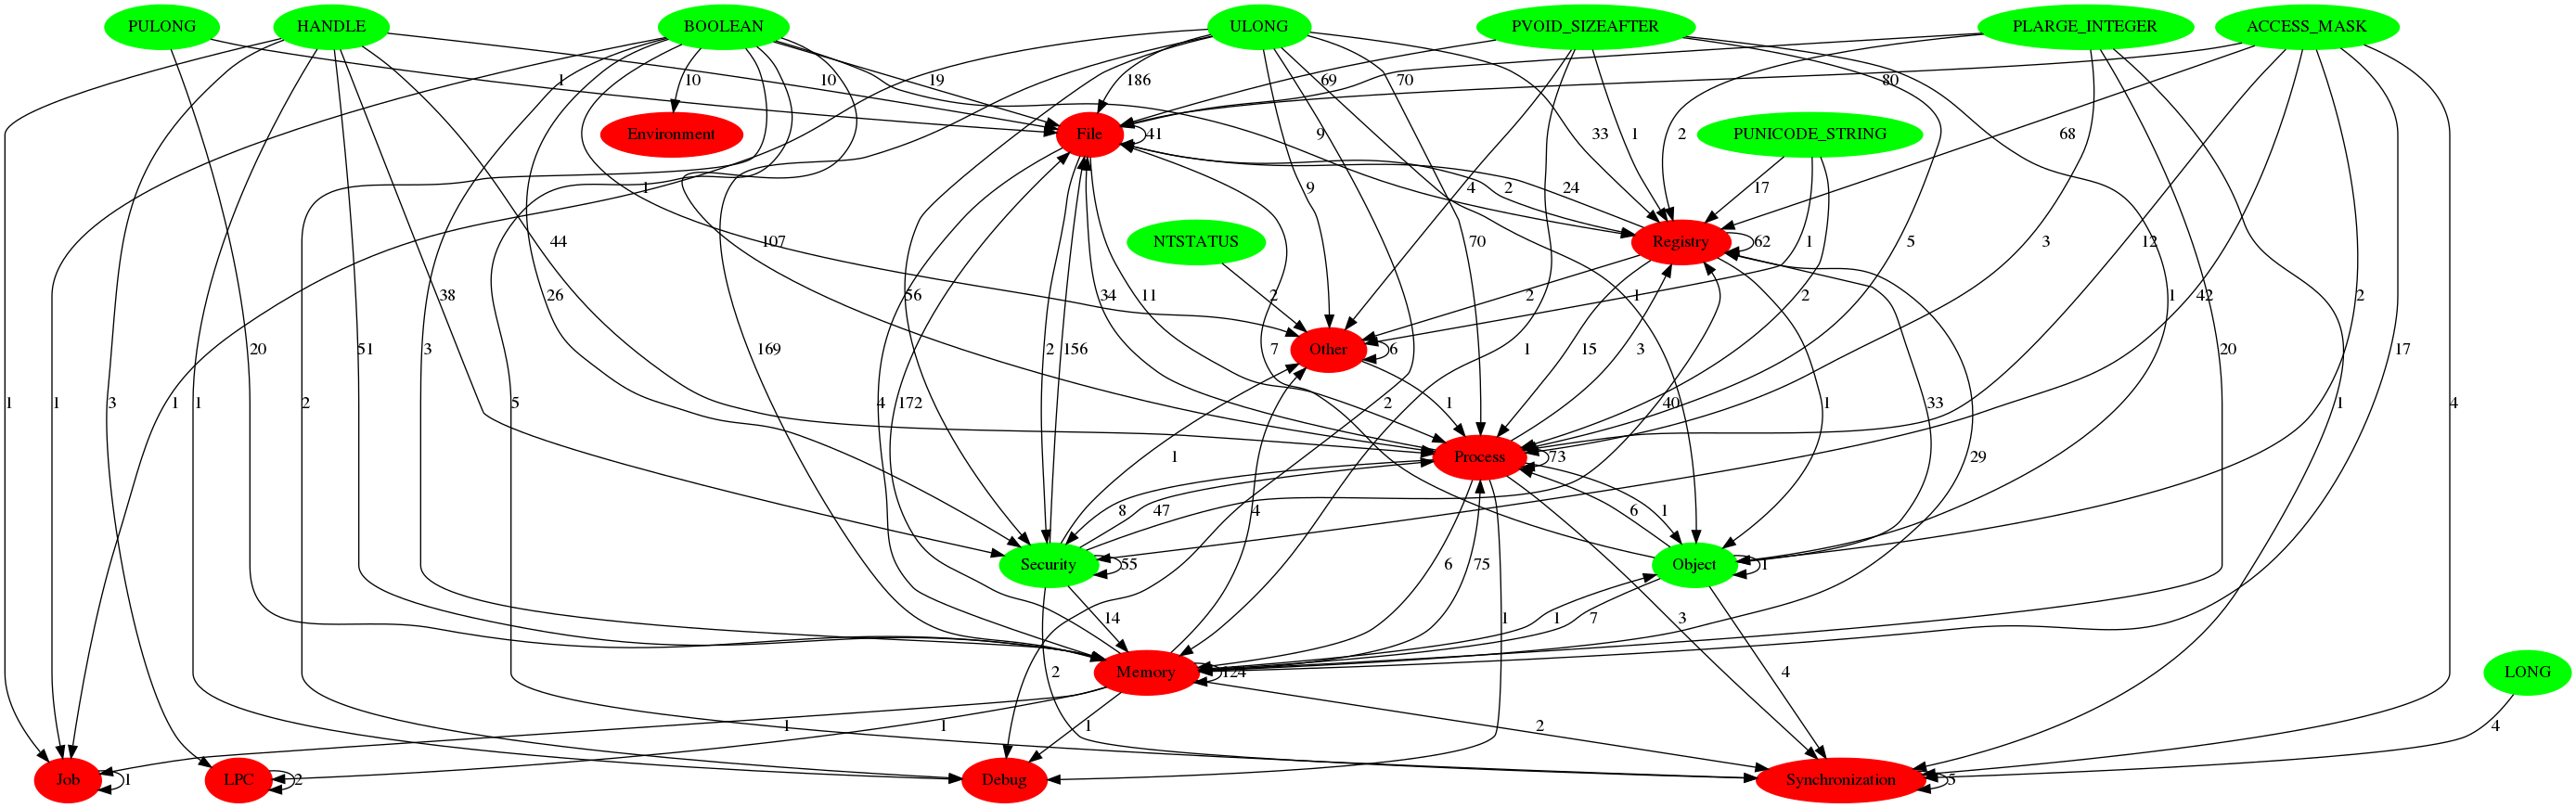 PULONG HANDLE BOOLEAN ULONG PVOID_SIZEAFTER PLARGE_INTEGER ACCESS_MASK
1 10 10 19 186 69 70 80
Environment File 41 9 33 1 2 PUNICODE_STRING 68
1 9 4 2 24 17
107 NTSTATUS 70 Registry 62 1 5 3 12
44
38 56 26 2 2 1 2 1 42 2
20 51 3 169 2 156 34 11 7 Other 6 1 15 3 20 17
1 1 3 1 1 2 5 4 172 2 1 40 1 33 1 4
1 Process 73 29
8 47 6 1
Security 55 6 75 Object 1
14 1 7 3 1
2 Memory 124 4 LONG
1 1 1 2 4
Job 1 LPC 2 Debug Synchronization 5